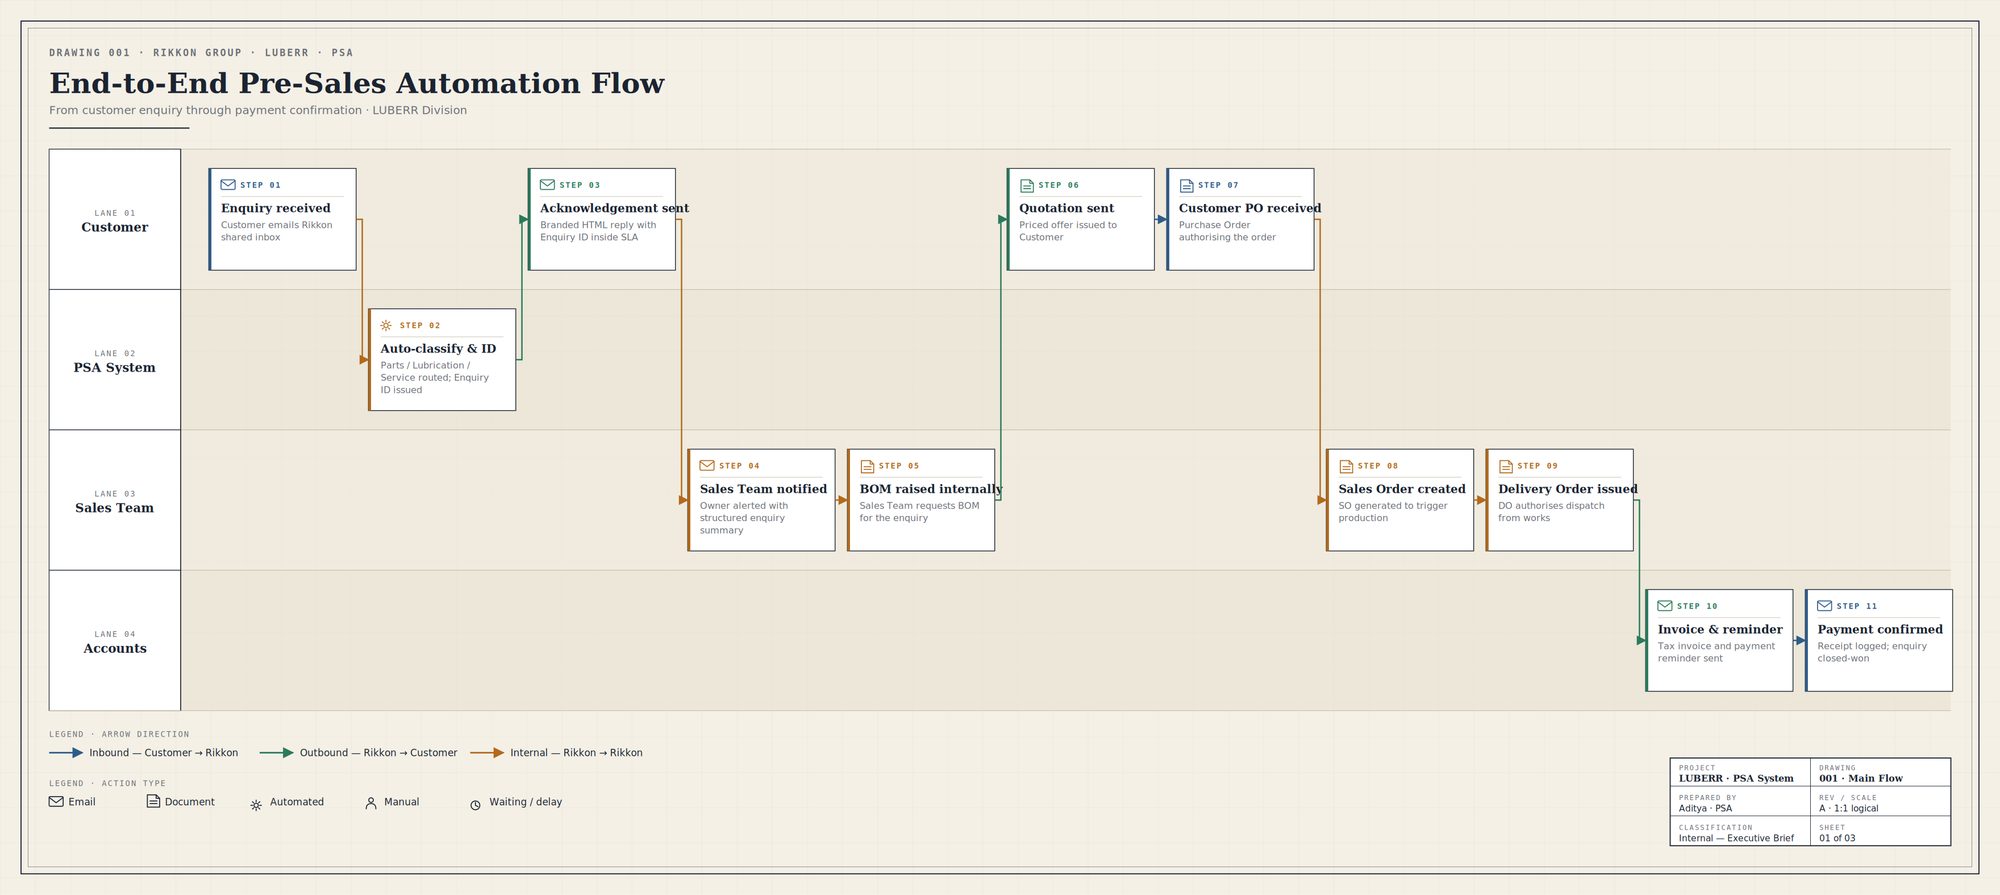 DRAWING 001 · RIKKON GROUP · LUBERR · PSA
End-to-End Pre-Sales Automation Flow
From customer enquiry through payment confirmation · LUBERR Division
LANE 01
Customer
STEP 01
Enquiry received
Customer emails Rikkon
shared inbox
STEP 03
Acknowledgement sent
Branded HTML reply with
Enquiry ID inside SLA
STEP 06
Quotation sent
Priced offer issued to
Customer
STEP 07
Customer PO received
Purchase Order
authorising the order
LANE 02
PSA System
STEP 02
Auto-classify & ID
Parts / Lubrication /
Service routed; Enquiry
ID issued
LANE 03
Sales Team
STEP 04
Sales Team notified
Owner alerted with
structured enquiry
summary
STEP 05
BOM raised internally
Sales Team requests BOM
for the enquiry
STEP 08
Sales Order created
SO generated to trigger
production
STEP 09
Delivery Order issued
DO authorises dispatch
from works
LANE 04
Accounts
STEP 10
Invoice & reminder
Tax invoice and payment
reminder sent
STEP 11
Payment confirmed
Receipt logged; enquiry
closed-won
LEGEND · ARROW DIRECTION
Inbound — Customer → Rikkon
Outbound — Rikkon → Customer
Internal — Rikkon → Rikkon
LEGEND · ACTION TYPE
Email
Document
Automated
Manual
Waiting / delay
PROJECT
LUBERR · PSA System
DRAWING
001 · Main Flow
PREPARED BY
Aditya · PSA
REV / SCALE
A · 1:1 logical
CLASSIFICATION
Internal — Executive Brief
SHEET
01 of 03